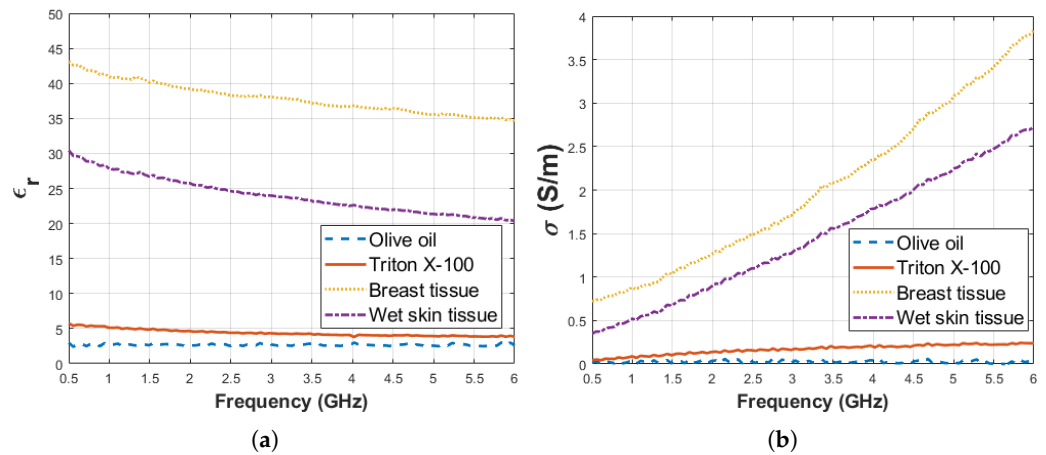 50
45
40
35
30
25
20
15
10
5
0
ϵr
0.5 1 1.5 2 2.5 3 3.5 4 4.5 5 5.5 6
Frequency (GHz)
Olive oil
Triton X-100
Breast tissue
Wet skin tissue
(a)
4
3.5
3
2.5
2
1.5
1
0.5
0
σ (S/m)
0.5 1 1.5 2 2.5 3 3.5 4 4.5 5 5.5 6
Frequency (GHz)
Olive oil
Triton X-100
Breast tissue
Wet skin tissue
(b)